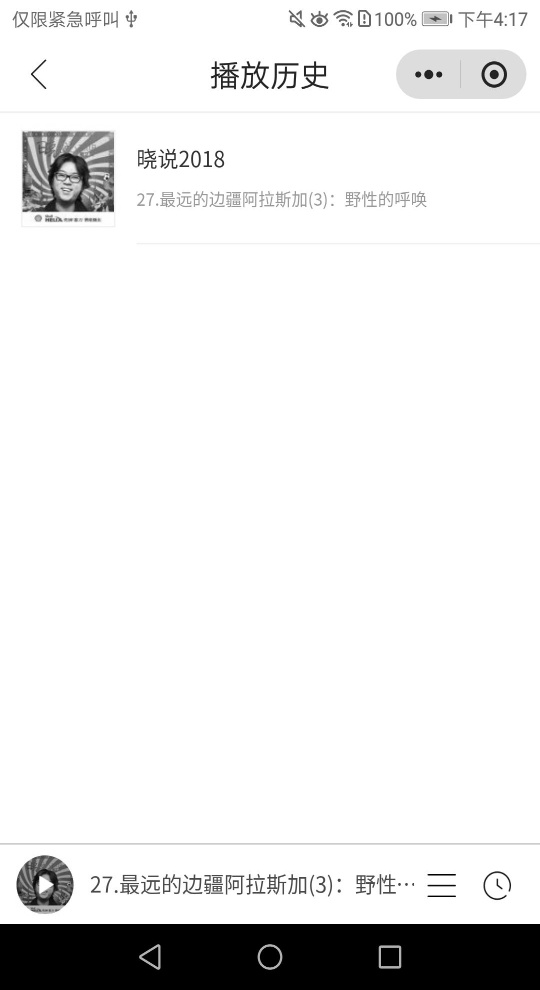 仅限紧急呼叫 100% 下午4:17
播放历史
晓说2018
27.最远的边疆阿拉斯加(3)：野性的呼唤
27.最远的边疆阿拉斯加(3)：野性…